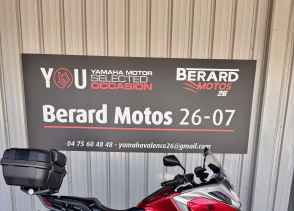 YOU YAMAHA MOTOR SELECTED OCCASION
BERARD MOTOS 26
Berard Motos 26-07
04 75 60 48 48 - yamahavalence26@gmail.com